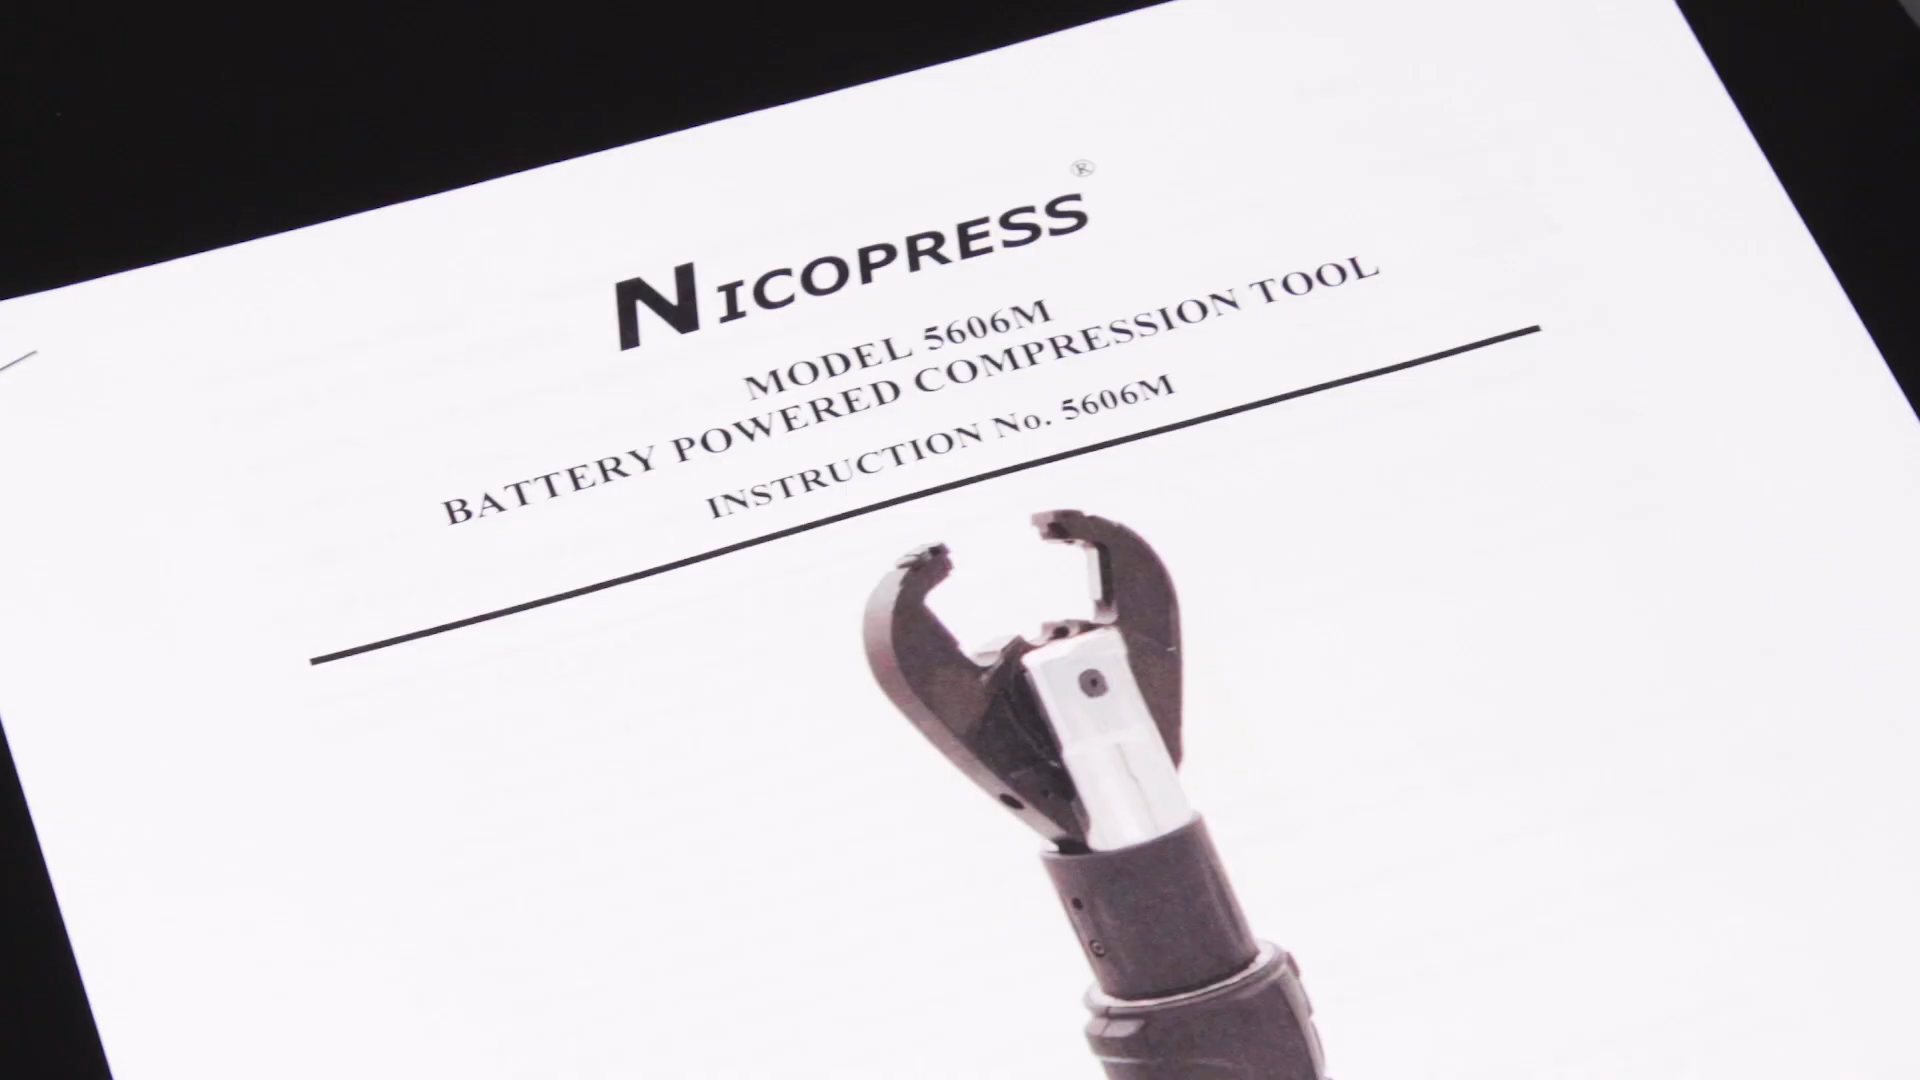 NICOPRESS®
MODEL 5606M
BATTERY POWERED COMPRESSION TOOL
INSTRUCTION No. 5606M